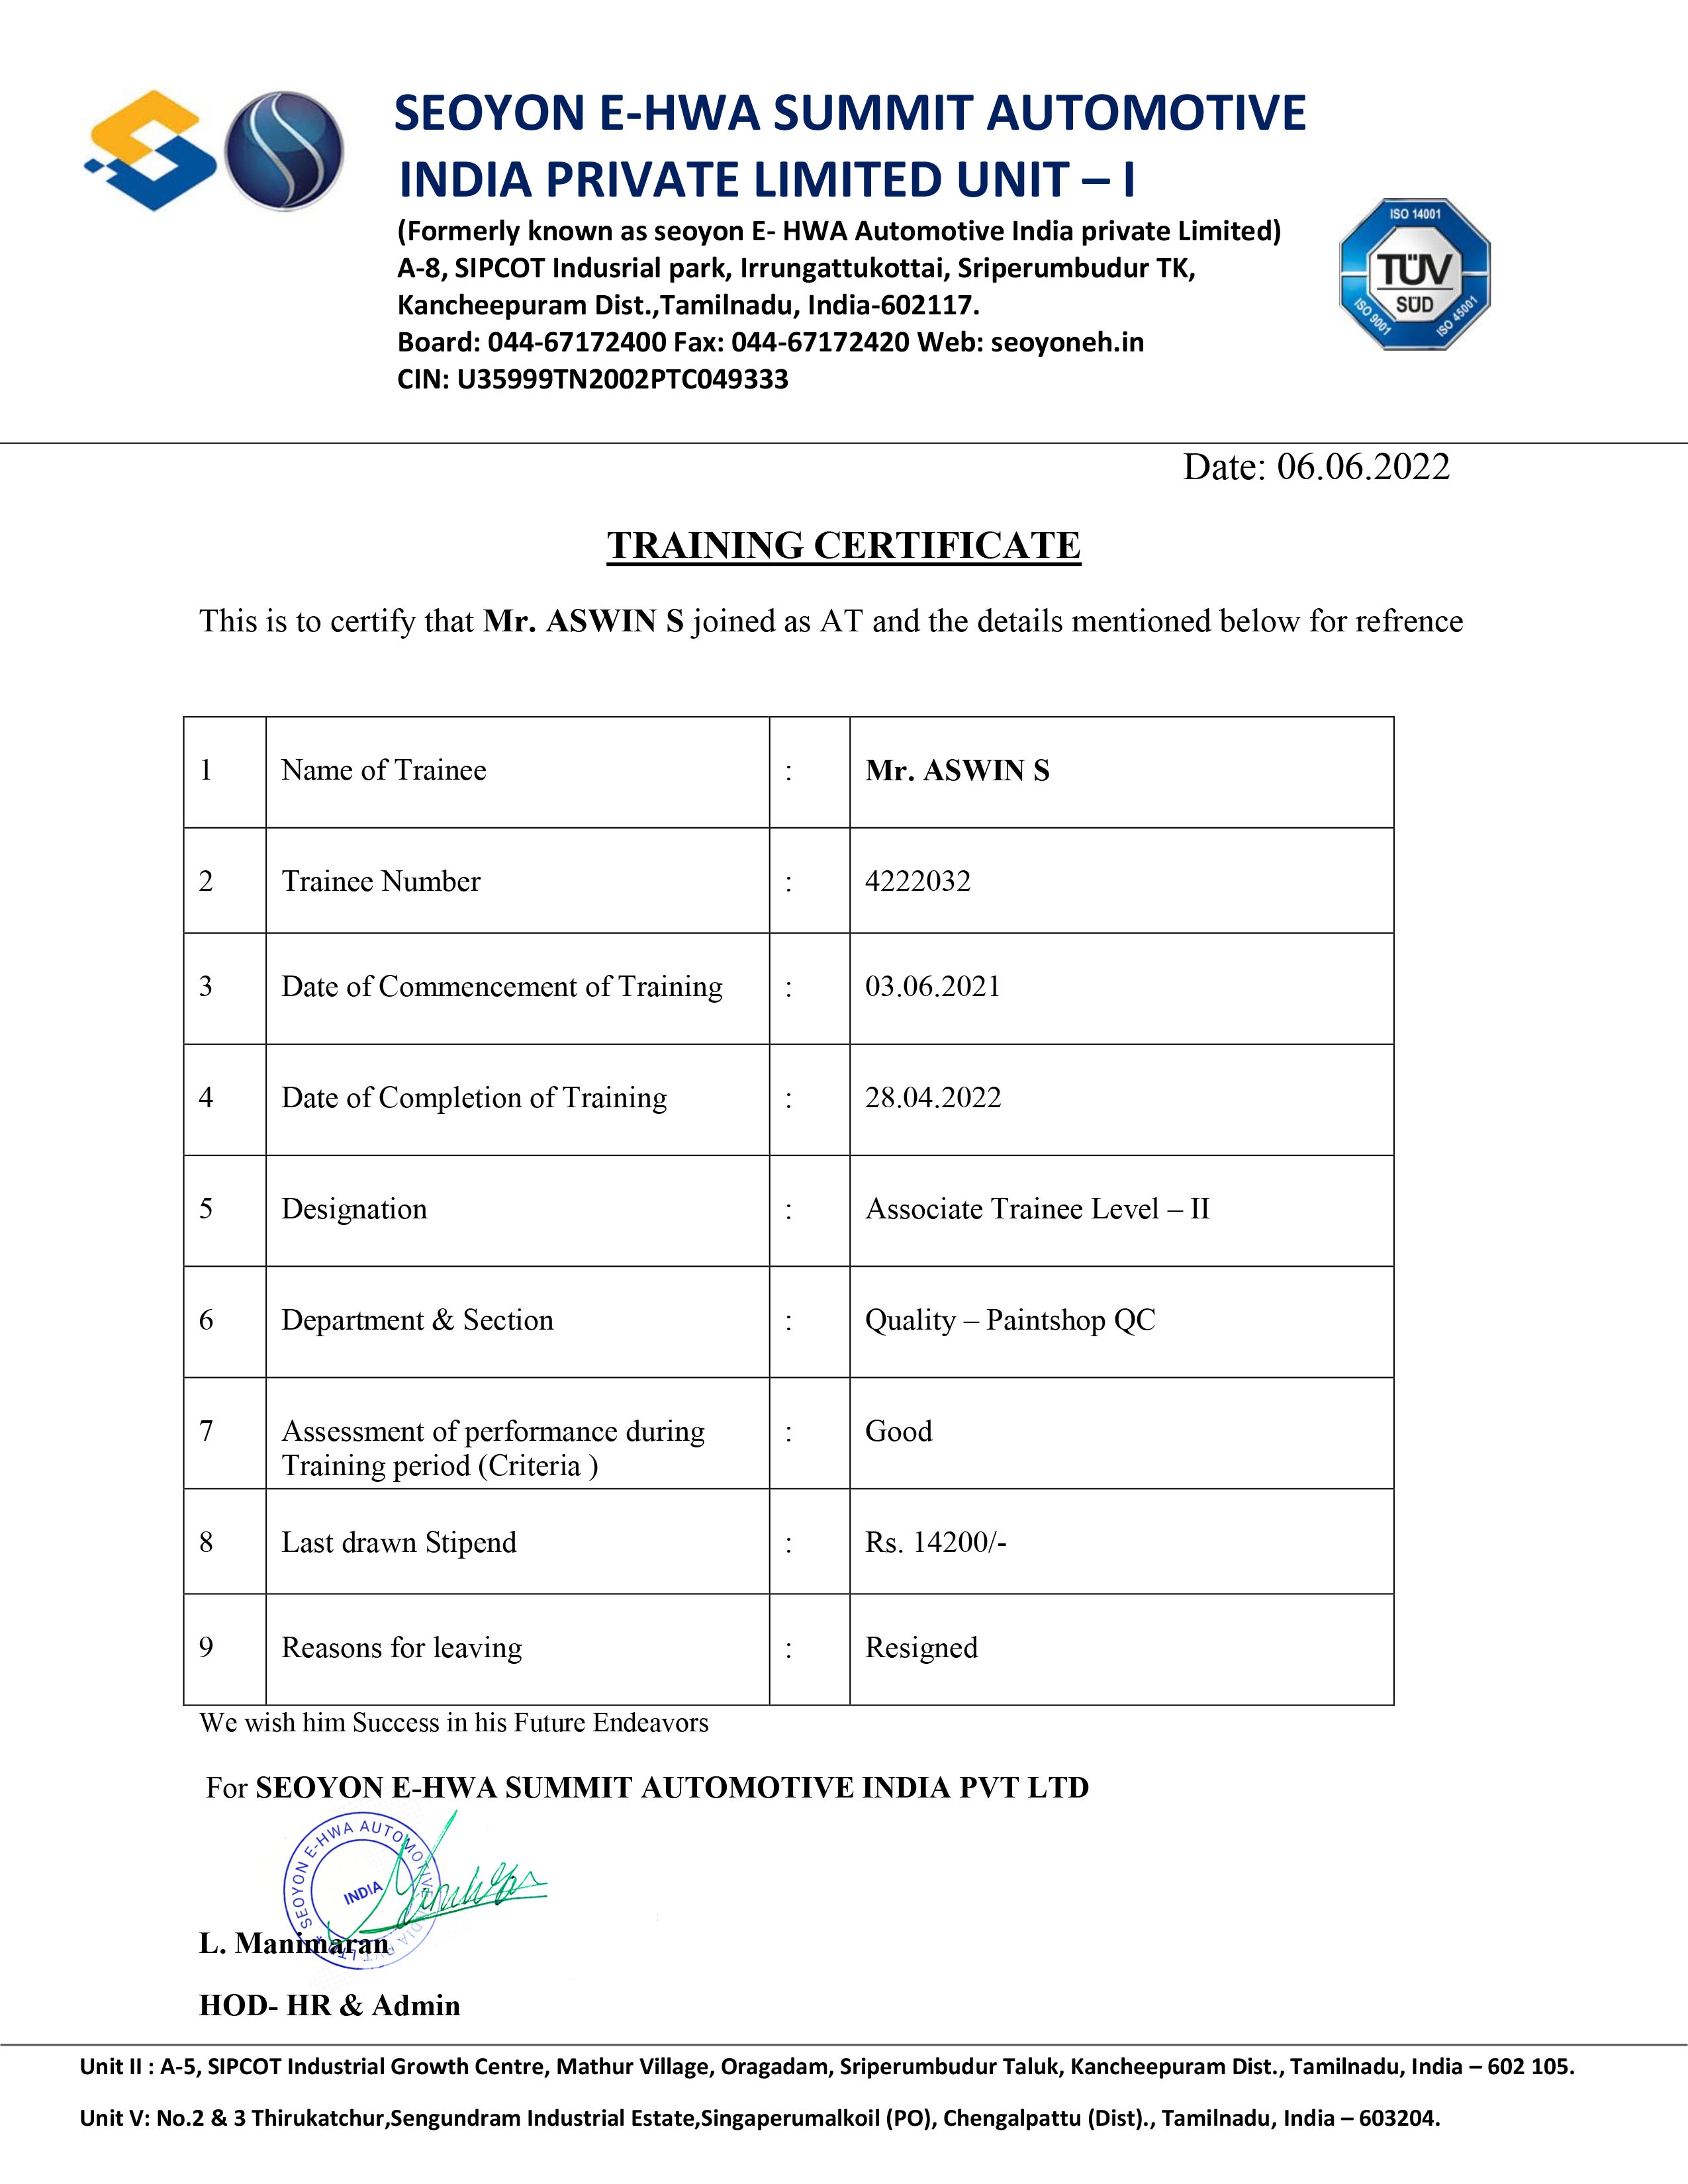 SEOYON E-HWA SUMMIT AUTOMOTIVE
INDIA PRIVATE LIMITED UNIT – I
(Formerly known as seoyon E- HWA Automotive India private Limited)
A-8, SIPCOT Indusrial park, Irrungattukottai, Sriperumbudur TK,
Kancheepuram Dist.,Tamilnadu, India-602117.
Board: 044-67172400 Fax: 044-67172420 Web: seoyoneh.in
CIN: U35999TN2002PTC049333
ISO 14001
TÜV
SÜD
ISO 9001
ISO 45001
Date: 06.06.2022
TRAINING CERTIFICATE
This is to certify that Mr. ASWIN S joined as AT and the details mentioned below for refrence
1 Name of Trainee : Mr. ASWIN S
2 Trainee Number : 4222032
3 Date of Commencement of Training : 03.06.2021
4 Date of Completion of Training : 28.04.2022
5 Designation : Associate Trainee Level – II
6 Department & Section : Quality – Paintshop QC
7 Assessment of performance during : Good
Training period (Criteria )
8 Last drawn Stipend : Rs. 14200/-
9 Reasons for leaving : Resigned
We wish him Success in his Future Endeavors
For SEOYON E-HWA SUMMIT AUTOMOTIVE INDIA PVT LTD
SEOYON E-HWA AUTOMOTIVE INDIA PVT LTD
INDIA
L. Manimaran
HOD- HR & Admin
Unit II : A-5, SIPCOT Industrial Growth Centre, Mathur Village, Oragadam, Sriperumbudur Taluk, Kancheepuram Dist., Tamilnadu, India – 602 105.
Unit V: No.2 & 3 Thirukatchur,Sengundram Industrial Estate,Singaperumalkoil (PO), Chengalpattu (Dist)., Tamilnadu, India – 603204.